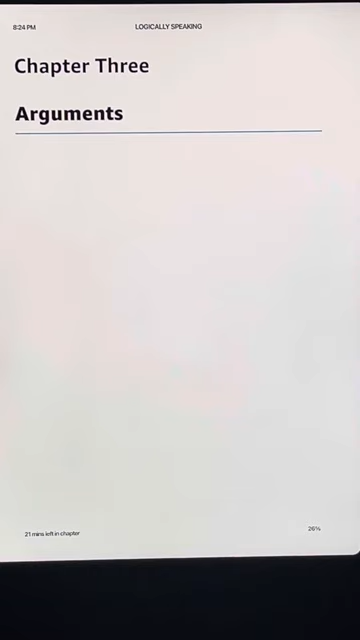 8:24 PM
LOGICALLY SPEAKING
Chapter Three
Arguments
21 mins left in chapter
26%